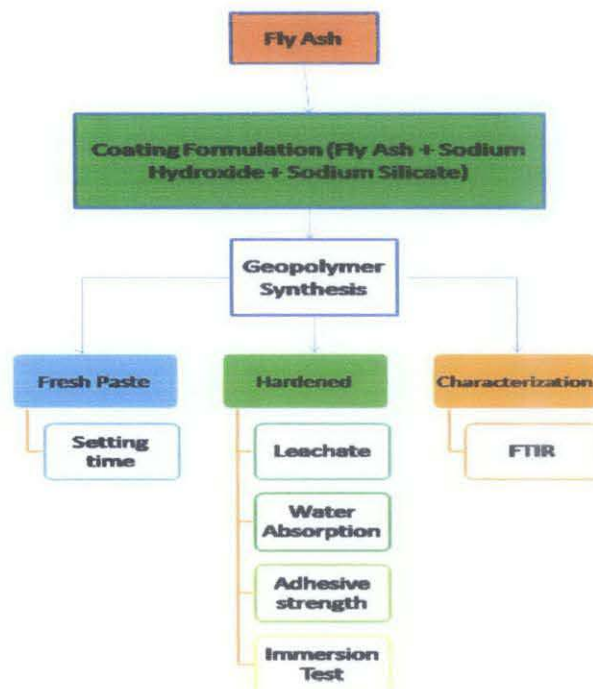 Fly Ash
Coating Formulation (Fly Ash + Sodium
Hydroxide + Sodium Silicate)
Geopolymer
Synthesis
Fresh Paste
Hardened
Characterization
Setting
time
Leachate
FTIR
Water
Absorption
Adhesive
strength
Immersion
Test